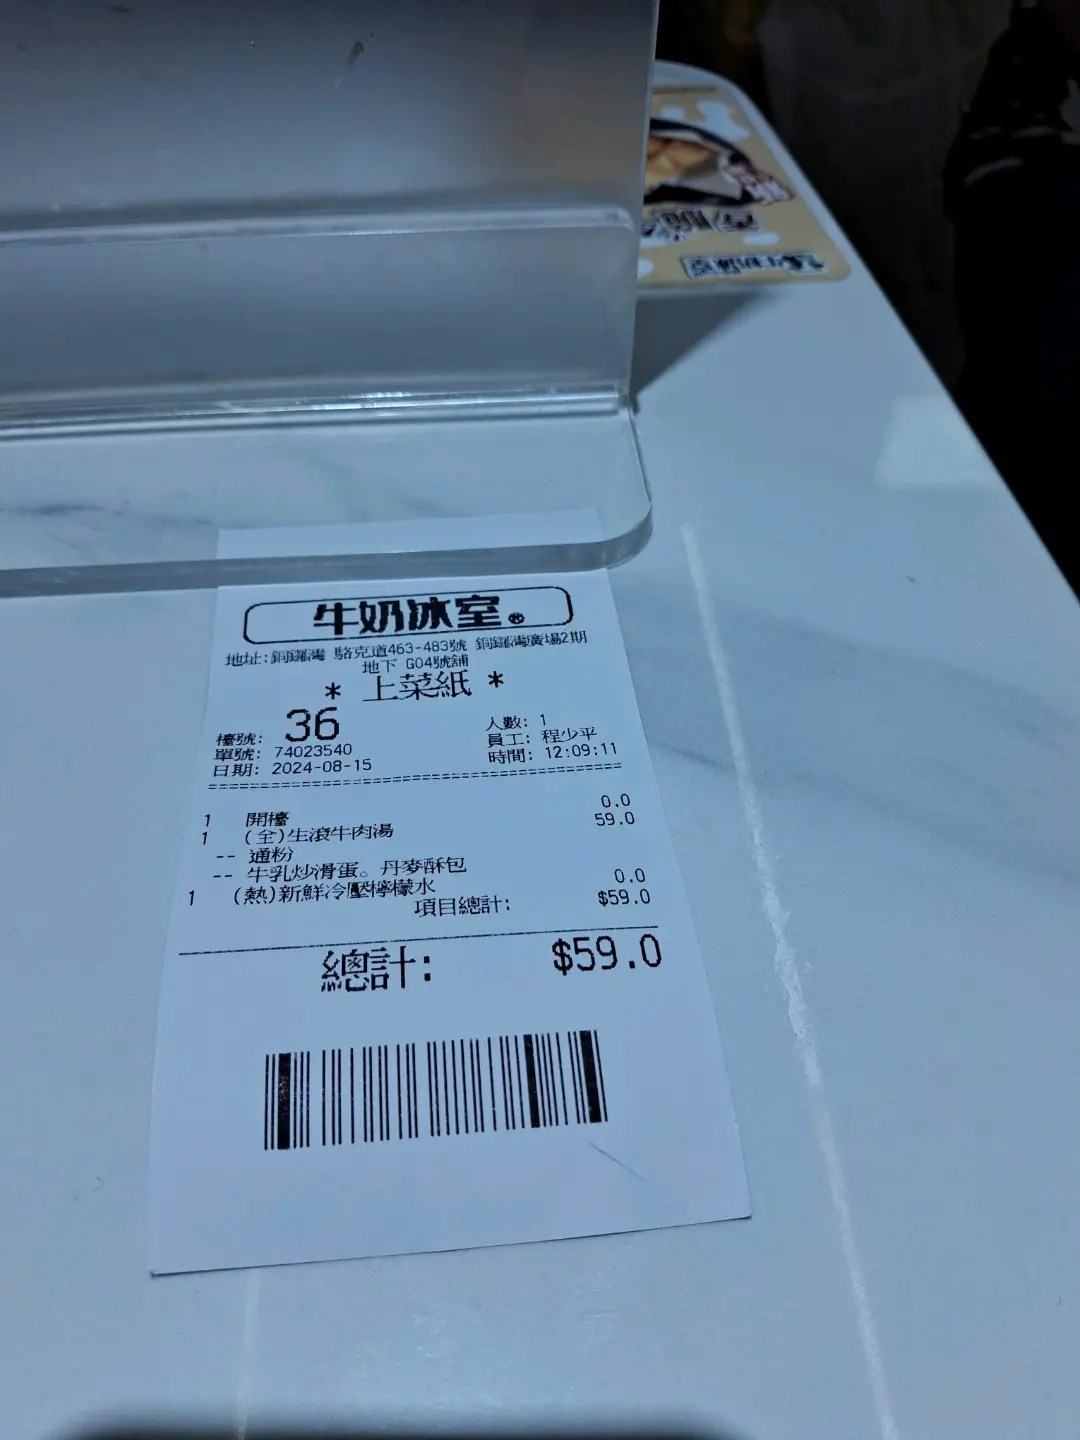 牛奶冰室®
地址:銅鑼灣 駱克道463-483號 銅鑼灣廣場2期
地下 G04號舖
* 上菜紙 *
檯號: 36 人數: 1
單號: 74023540 員工: 程少平
日期: 2024-08-15 時間: 12:09:11
1 開檯 0.0
1 (全)生滾牛肉湯 59.0
-- 通粉
-- 牛乳炒滑蛋。丹麥酥包
1 (熱)新鮮冷壓檸檬水 0.0
項目總計: $59.0
總計: $59.0
牛奶冰室